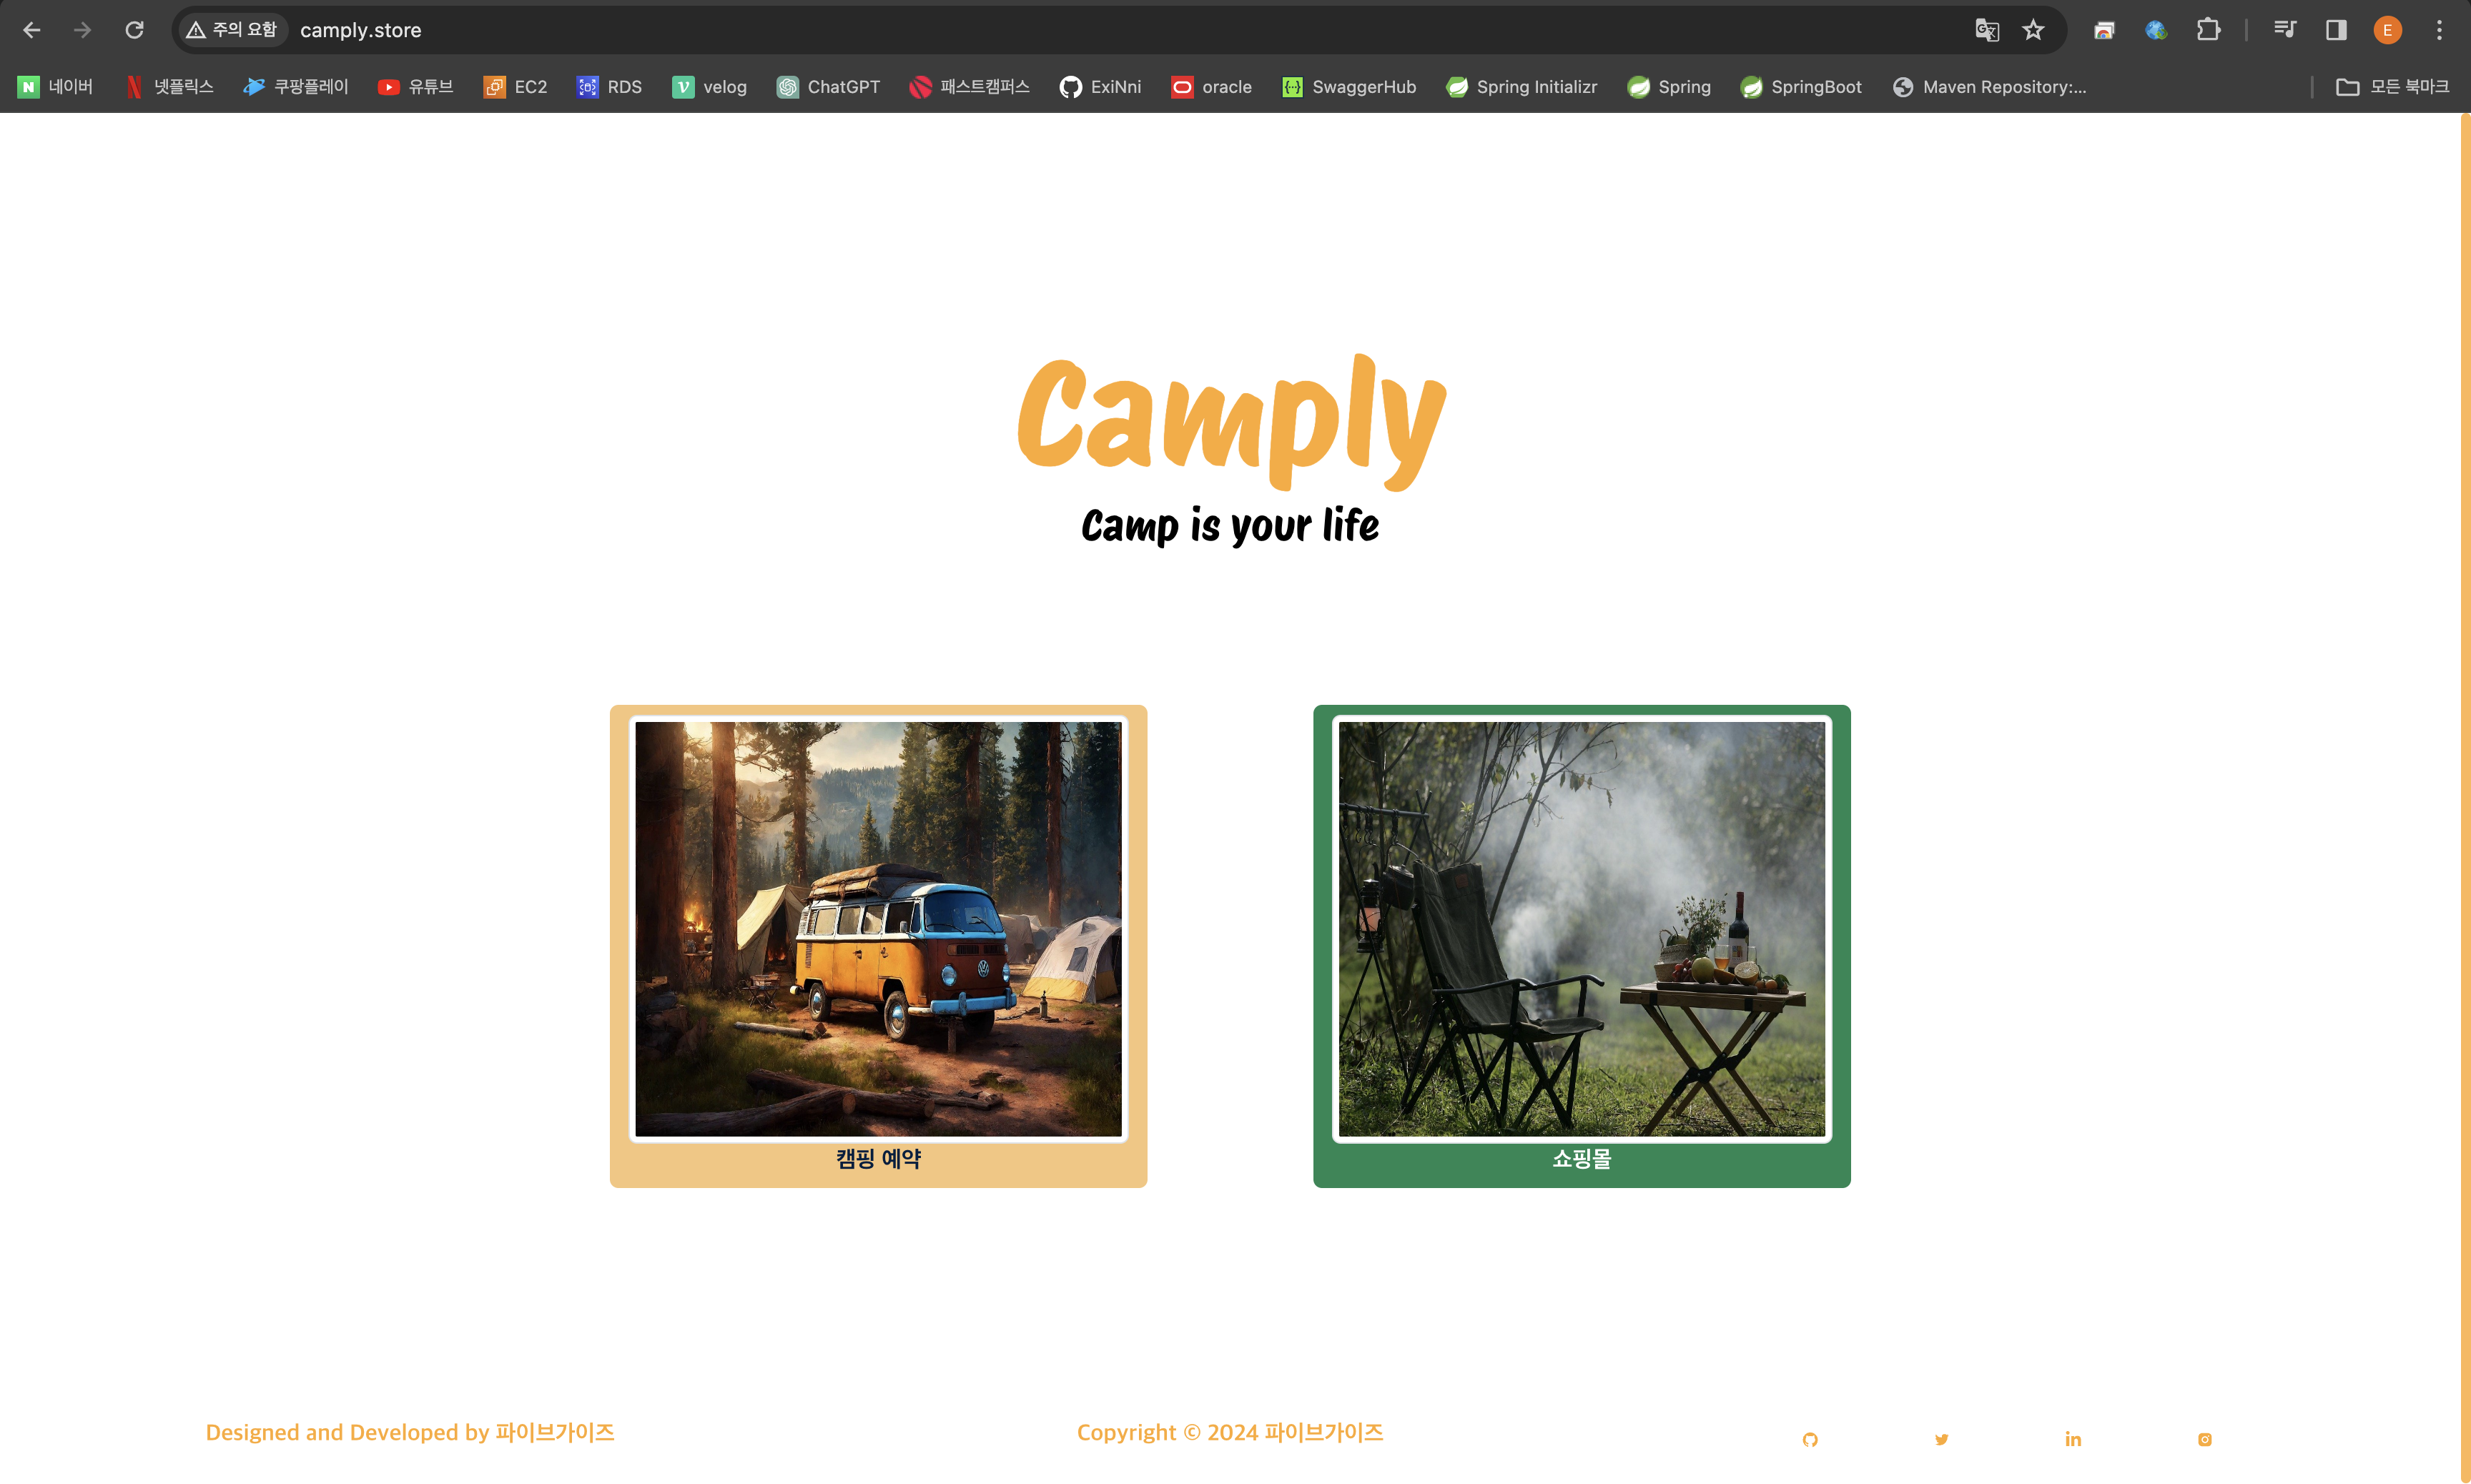 주의 요함 camply.store E
네이버 넷플릭스 쿠팡플레이 유튜브 EC2 RDS velog ChatGPT 패스트캠퍼스 ExiNni oracle SwaggerHub Spring Initializr Spring SpringBoot Maven Repository:... 모든 북마크
Camply
Camp is your life
캠핑 예약 쇼핑몰
Designed and Developed by 파이브가이즈 Copyright © 2024 파이브가이즈